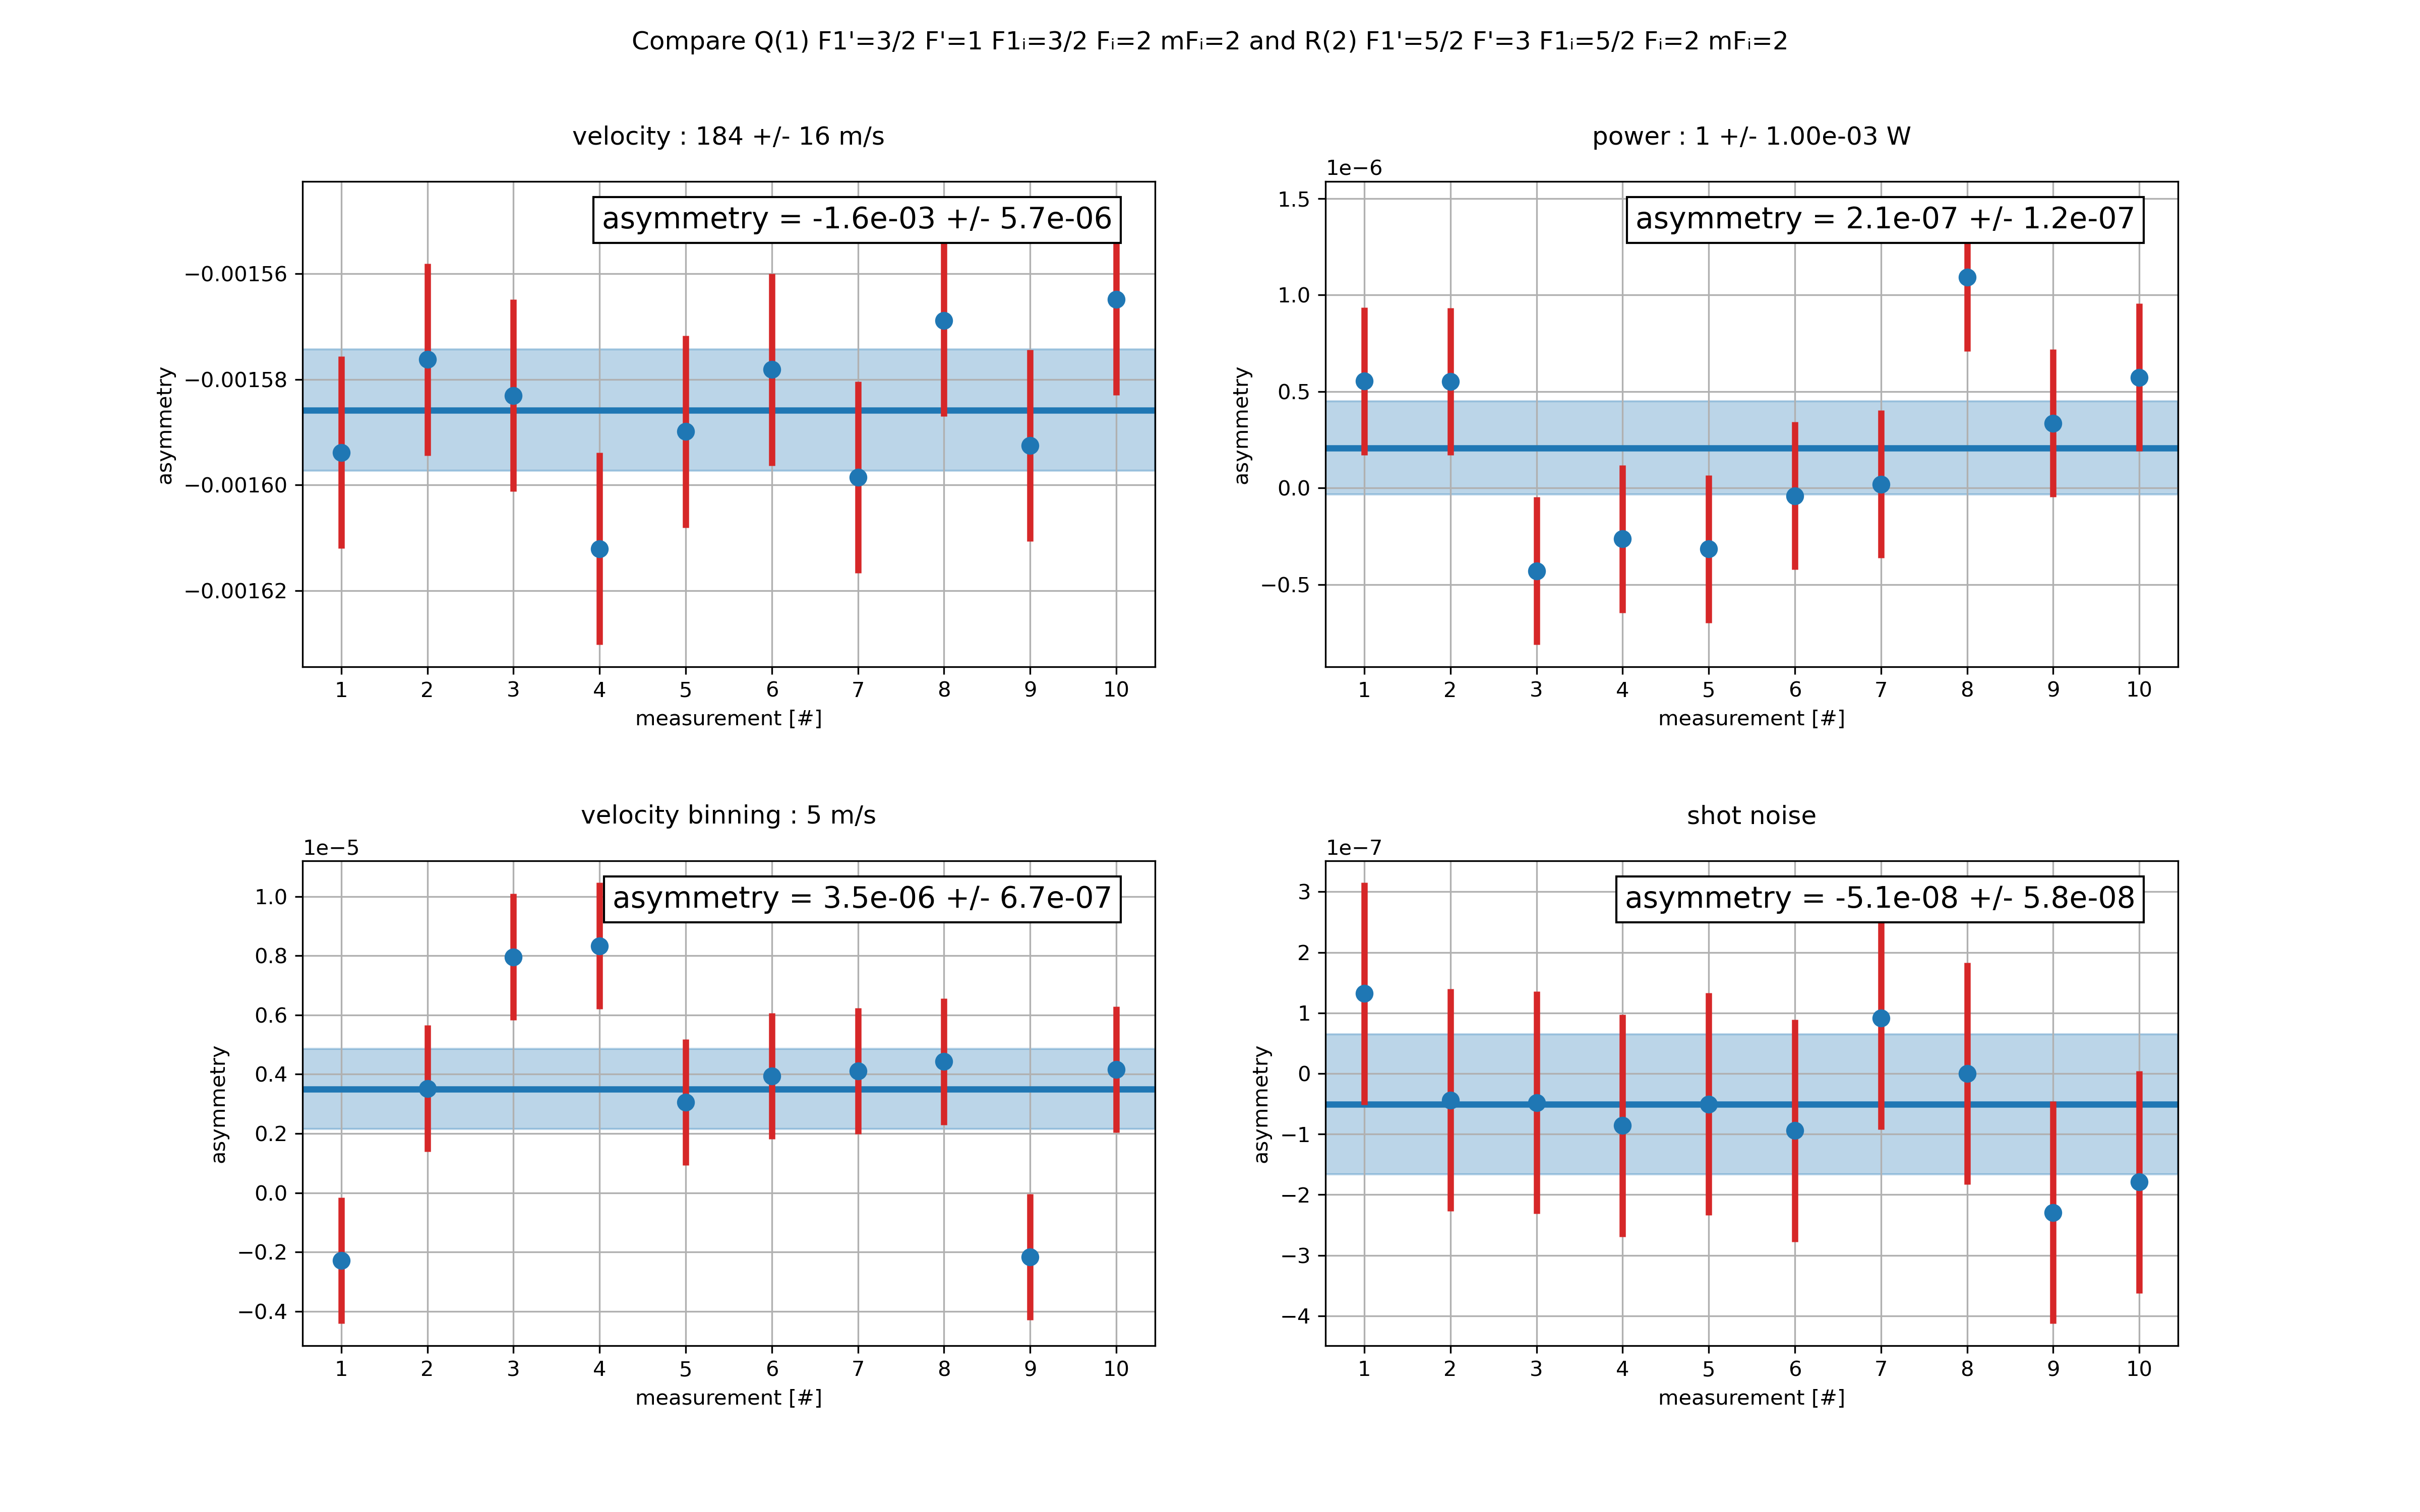 Compare Q(1) F1'=3/2 F'=1 F1ᵢ=3/2 Fᵢ=2 mFᵢ=2 and R(2) F1'=5/2 F'=3 F1ᵢ=5/2 Fᵢ=2 mFᵢ=2
velocity : 184 +/- 16 m/s
asymmetry = -1.6e-03 +/- 5.7e-06
−0.00156
−0.00158
−0.00160
−0.00162
asymmetry
1 2 3 4 5 6 7 8 9 10
measurement [#]
power : 1 +/- 1.00e-03 W
1e−6
asymmetry = 2.1e-07 +/- 1.2e-07
1.5
1.0
0.5
0.0
−0.5
asymmetry
1 2 3 4 5 6 7 8 9 10
measurement [#]
velocity binning : 5 m/s
1e−5
asymmetry = 3.5e-06 +/- 6.7e-07
1.0
0.8
0.6
0.4
0.2
0.0
−0.2
−0.4
asymmetry
1 2 3 4 5 6 7 8 9 10
measurement [#]
shot noise
1e−7
asymmetry = -5.1e-08 +/- 5.8e-08
3
2
1
0
−1
−2
−3
−4
asymmetry
1 2 3 4 5 6 7 8 9 10
measurement [#]